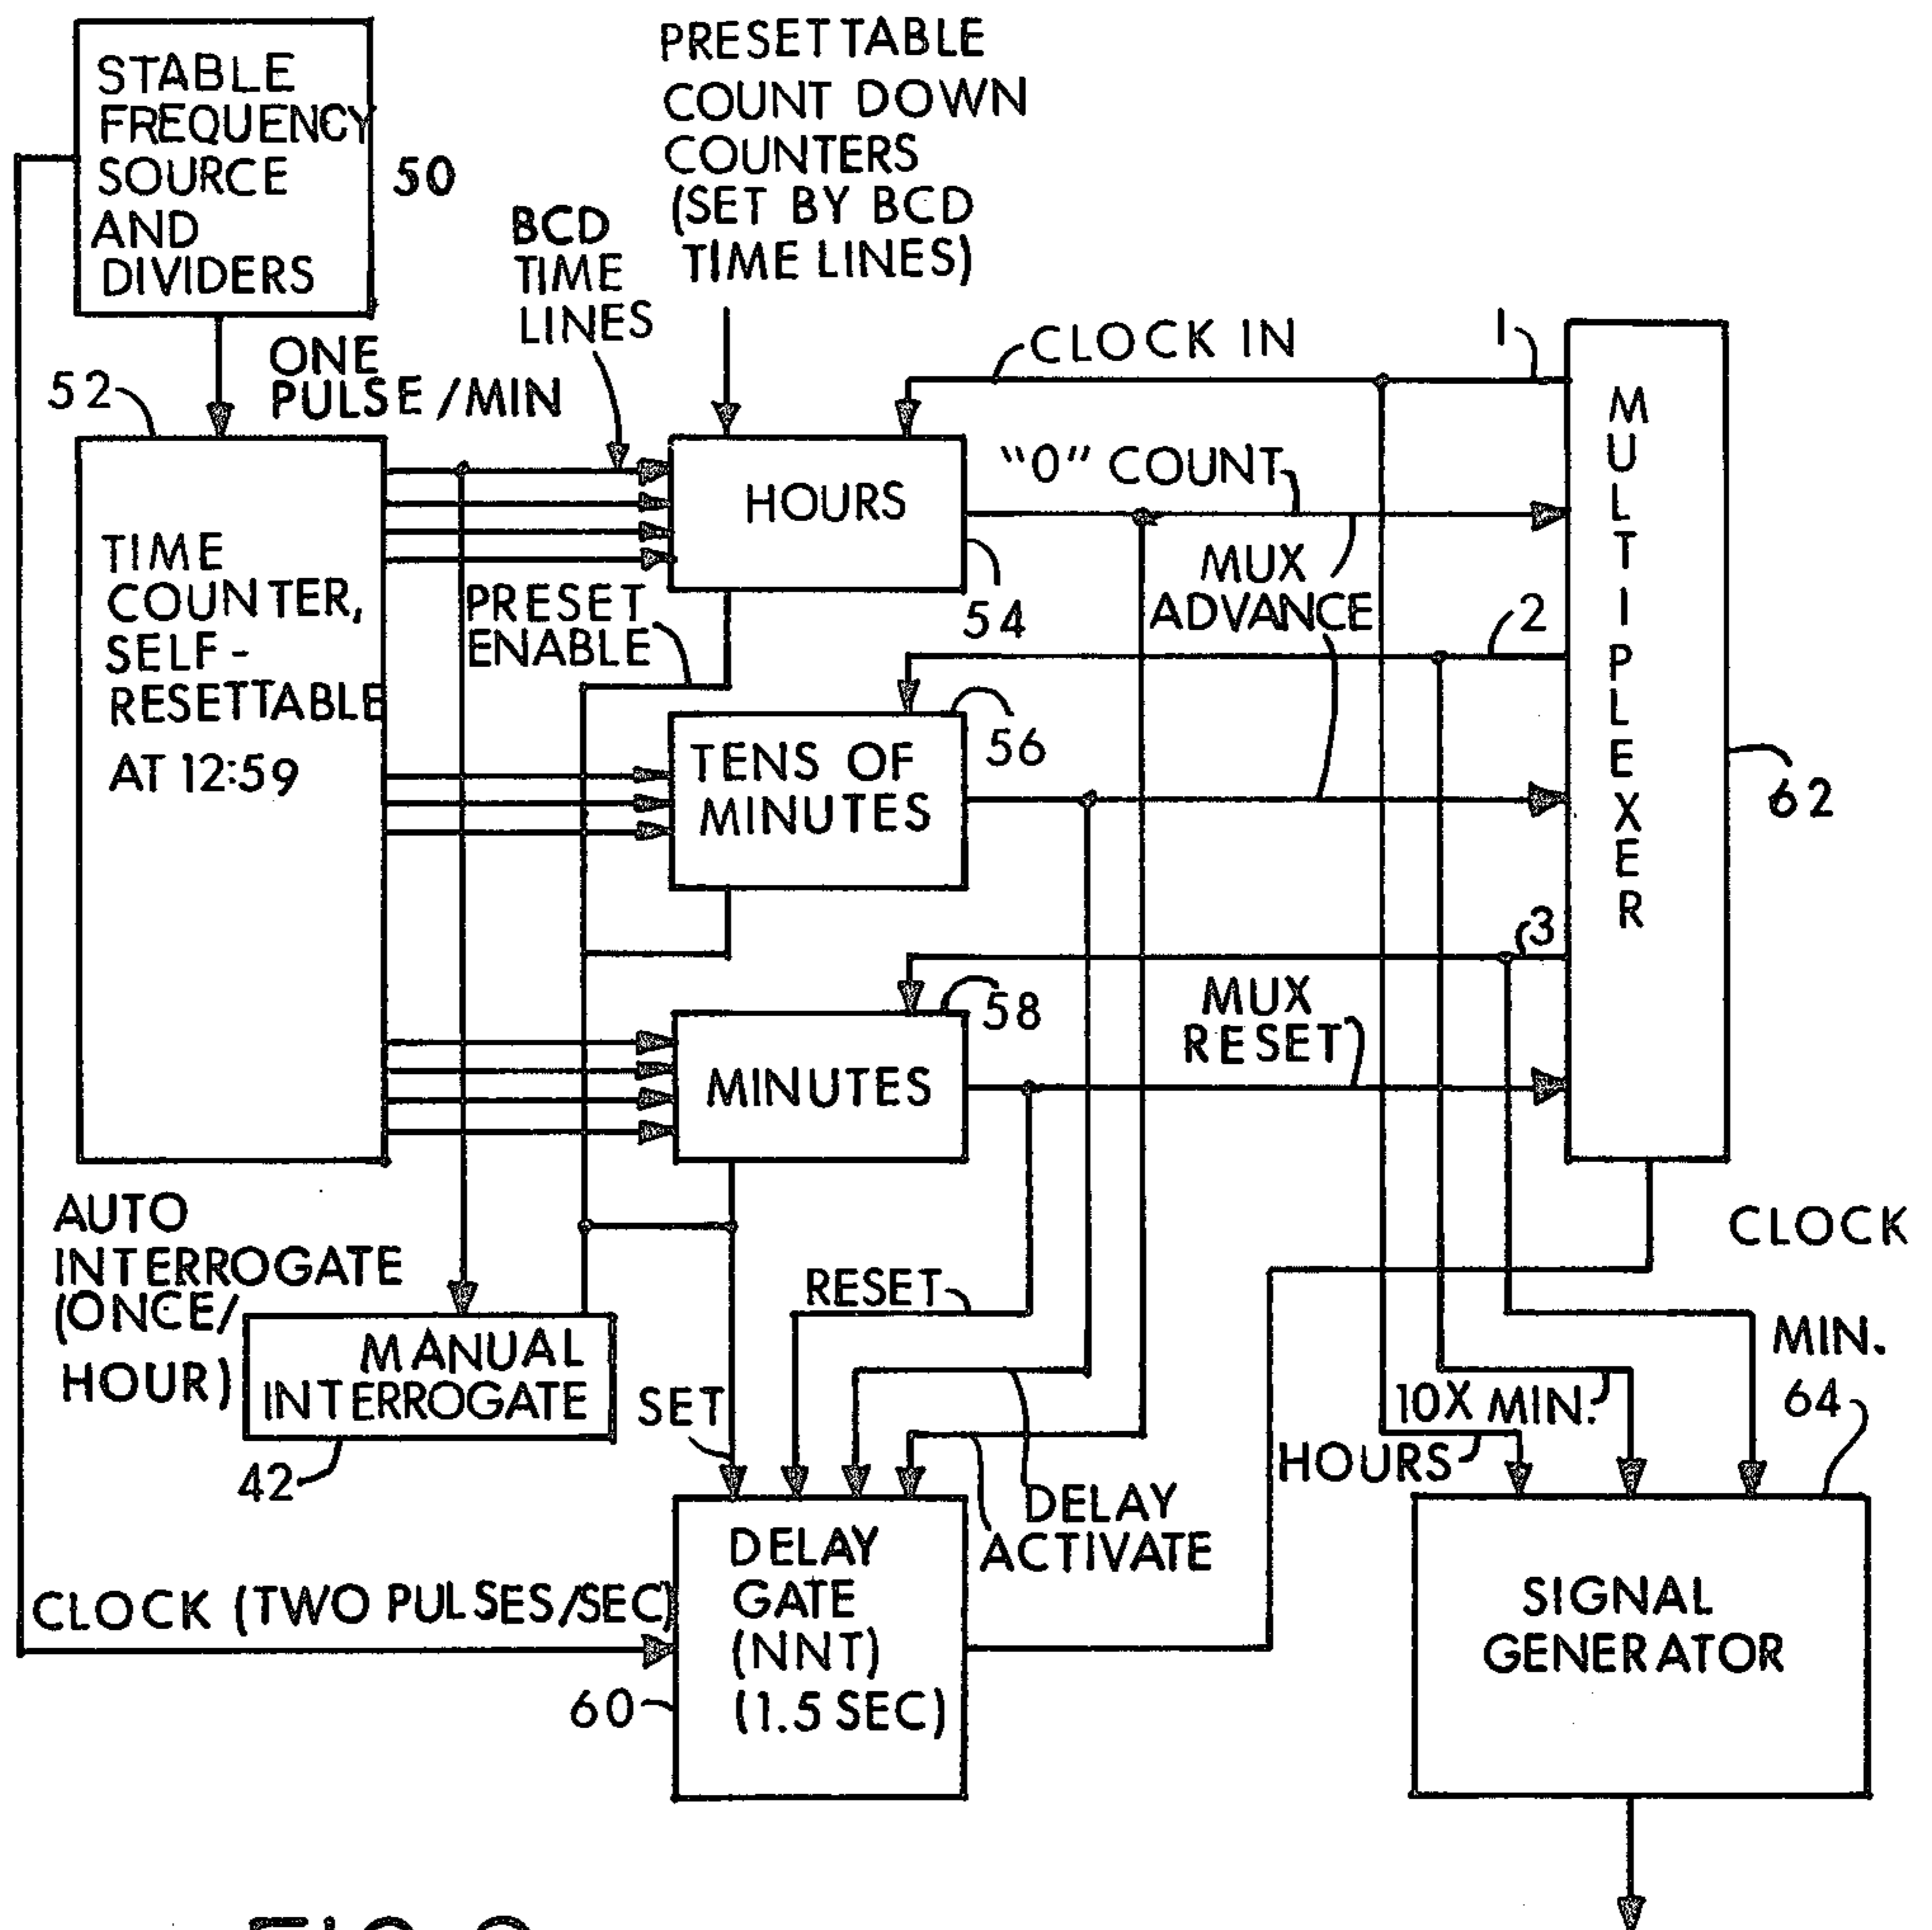 STABLE
FREQUENCY
SOURCE
AND
DIVIDERS
50
PRESETTABLE
COUNT DOWN
COUNTERS
(SET BY BCD
TIME LINES)
BCD
TIME
LINES
ONE
PULSE/MIN
52
CLOCK IN
1
TIME
COUNTER,
SELF-
RESETTABLE
AT 12:59
HOURS
54
"0" COUNT
MUX
ADVANCE
PRESET
ENABLE
2
TENS OF
MINUTES
56
MULTIPLEXER
62
3
MINUTES
58
MUX
RESET
CLOCK
AUTO
INTERROGATE
(ONCE/
HOUR)
MANUAL
INTERROGATE
42
RESET
SET
DELAY
ACTIVATE
MIN.
10X MIN.
HOURS
64
CLOCK (TWO PULSES/SEC)
DELAY
GATE
(NNT)
(1.5 SEC)
60
SIGNAL
GENERATOR